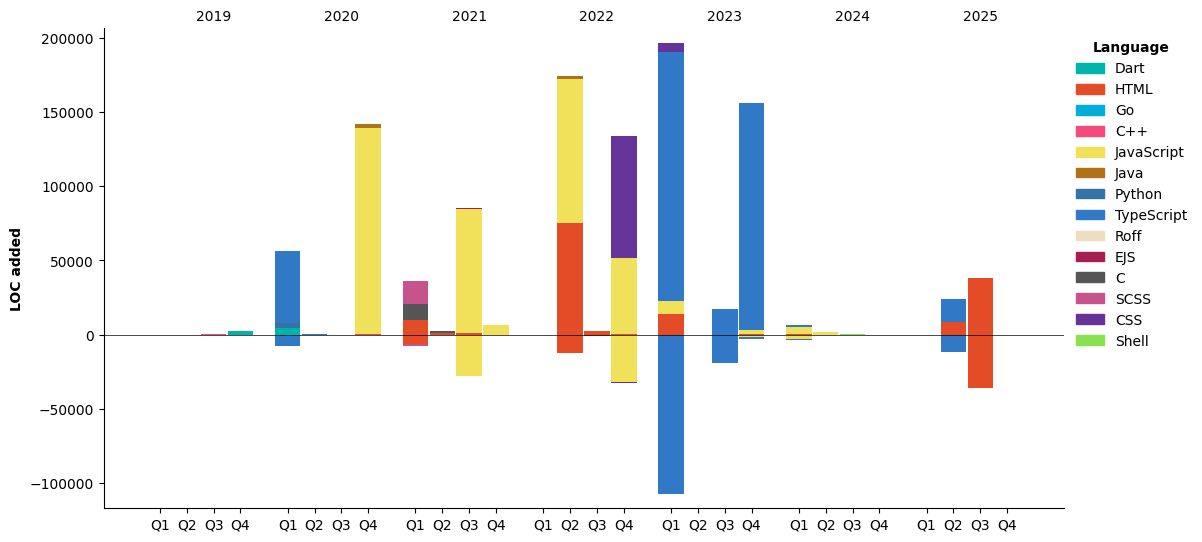 2019 2020 2021 2022 2023 2024 2025
LOC added
200000
150000
100000
50000
0
−50000
−100000
Q1 Q2 Q3 Q4 Q1 Q2 Q3 Q4 Q1 Q2 Q3 Q4 Q1 Q2 Q3 Q4 Q1 Q2 Q3 Q4 Q1 Q2 Q3 Q4 Q1 Q2 Q3 Q4
Language
Dart
HTML
Go
C++
JavaScript
Java
Python
TypeScript
Roff
EJS
C
SCSS
CSS
Shell